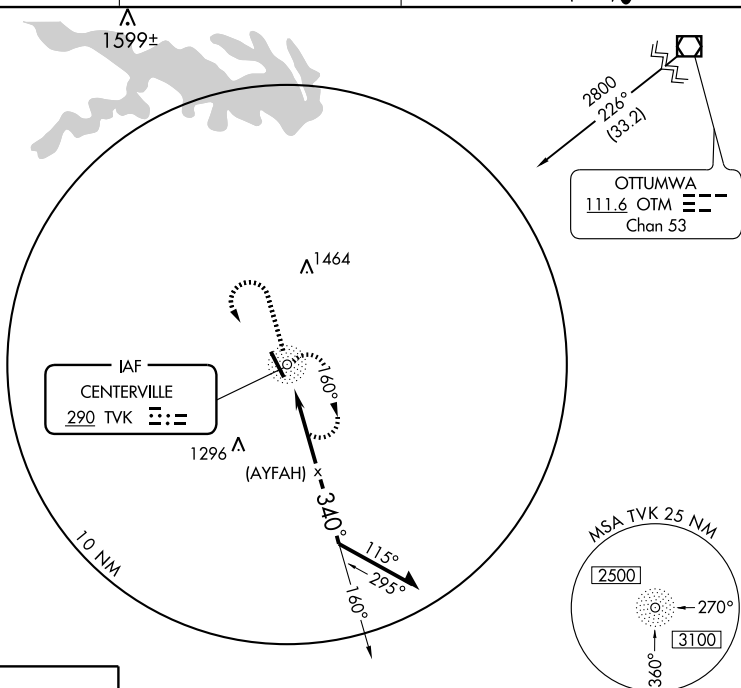 1599±
2800
226°
(33.2)
OTTUMWA
111.6 OTM
Chan 53
1464
IAF
CENTERVILLE
290 TVK
160°
1296
(AYFAH) x
340°
10 NM
115°
295°
160°
MSA TVK 25 NM
2500
270°
3100
360°